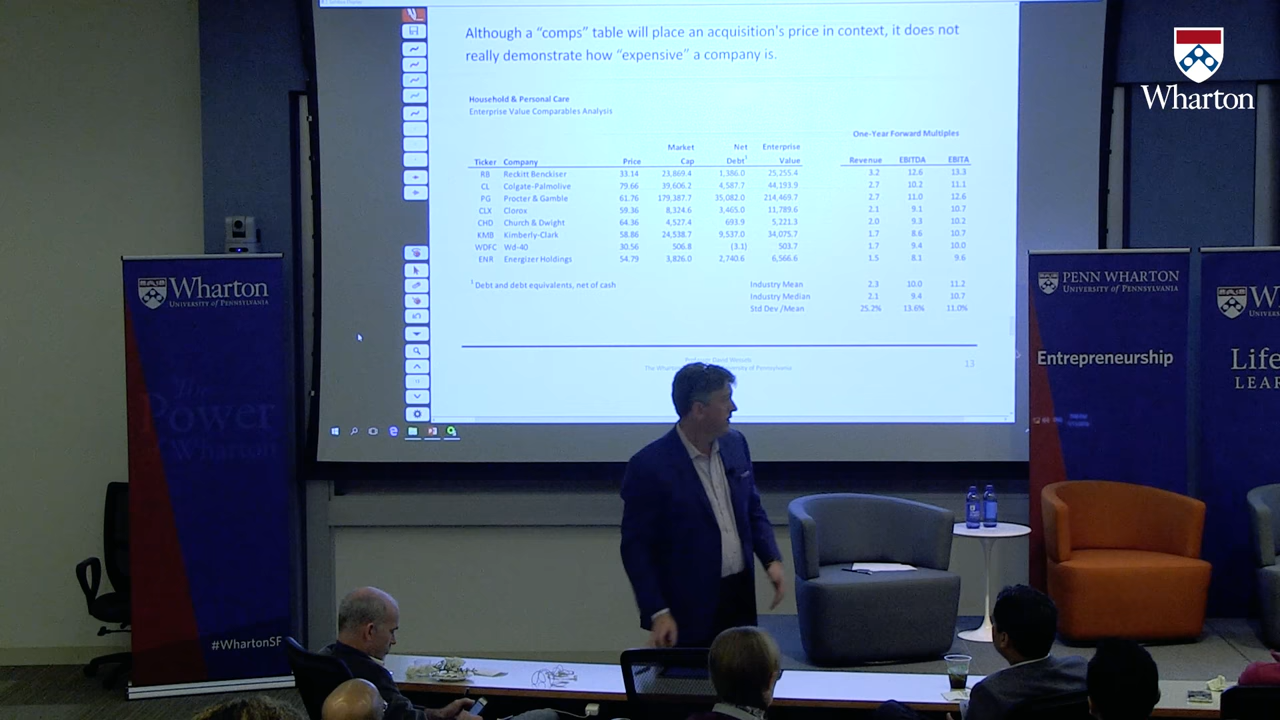 Although a “comps” table will place an acquisition's price in context, it does not
really demonstrate how “expensive” a company is.
Household & Personal Care
Enterprise Value Comparables Analysis
One-Year Forward Multiples
Market Net Enterprise
Ticker Company Price Cap Debt¹ Value Revenue EBITDA EBITA
RB Reckitt Benckiser 33.14 23,869.4 1,386.0 25,255.4 3.2 12.6 13.3
CL Colgate-Palmolive 79.66 39,606.2 4,587.7 44,193.9 2.7 10.2 11.1
PG Procter & Gamble 61.76 179,387.7 35,082.0 214,469.7 2.7 11.0 12.6
CLX Clorox 59.36 8,324.6 3,465.0 11,789.6 2.1 9.1 10.7
CHD Church & Dwight 64.36 4,527.4 693.9 5,221.3 2.0 9.3 10.2
KMB Kimberly-Clark 58.86 24,538.7 9,537.0 34,075.7 1.7 8.6 10.7
WDFC Wd-40 30.56 506.8 (3.1) 503.7 1.7 9.4 10.0
ENR Energizer Holdings 54.79 3,826.0 2,740.6 6,566.6 1.5 8.1 9.6
¹ Debt and debt equivalents, net of cash
Industry Mean 2.3 10.0 11.2
Industry Median 2.1 9.4 10.7
Std Dev /Mean 25.2% 13.6% 11.0%
13
Wharton
Wharton
UNIVERSITY of PENNSYLVANIA
The
Power
of Wharton
#WhartonSF
PENN WHARTON
UNIVERSITY of PENNSYLVANIA
Entrepreneurship
W
Life
LEAR